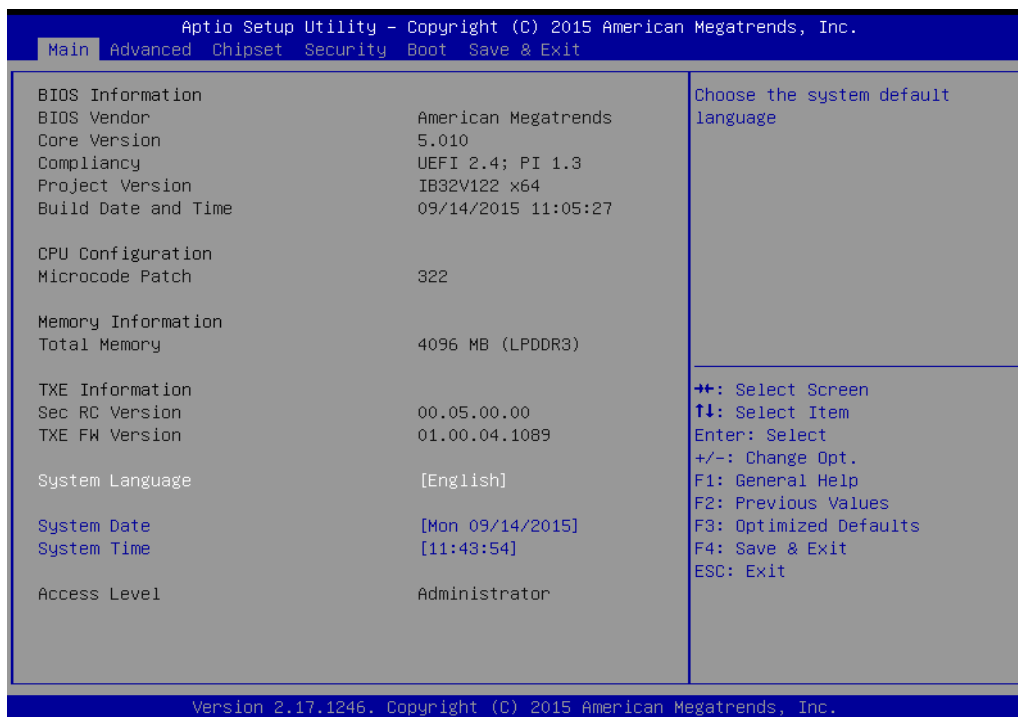 Aptio Setup Utility – Copyright (C) 2015 American Megatrends, Inc.
Main Advanced Chipset Security Boot Save & Exit
BIOS Information
BIOS Vendor American Megatrends
Core Version 5.010
Compliancy UEFI 2.4; PI 1.3
Project Version IB32V122 x64
Build Date and Time 09/14/2015 11:05:27
CPU Configuration
Microcode Patch 322
Memory Information
Total Memory 4096 MB (LPDDR3)
TXE Information
Sec RC Version 00.05.00.00
TXE FW Version 01.00.04.1089
System Language [English]
System Date [Mon 09/14/2015]
System Time [11:43:54]
Access Level Administrator
Choose the system default
language
→←: Select Screen
↑↓: Select Item
Enter: Select
+/-: Change Opt.
F1: General Help
F2: Previous Values
F3: Optimized Defaults
F4: Save & Exit
ESC: Exit
Version 2.17.1246. Copyright (C) 2015 American Megatrends, Inc.